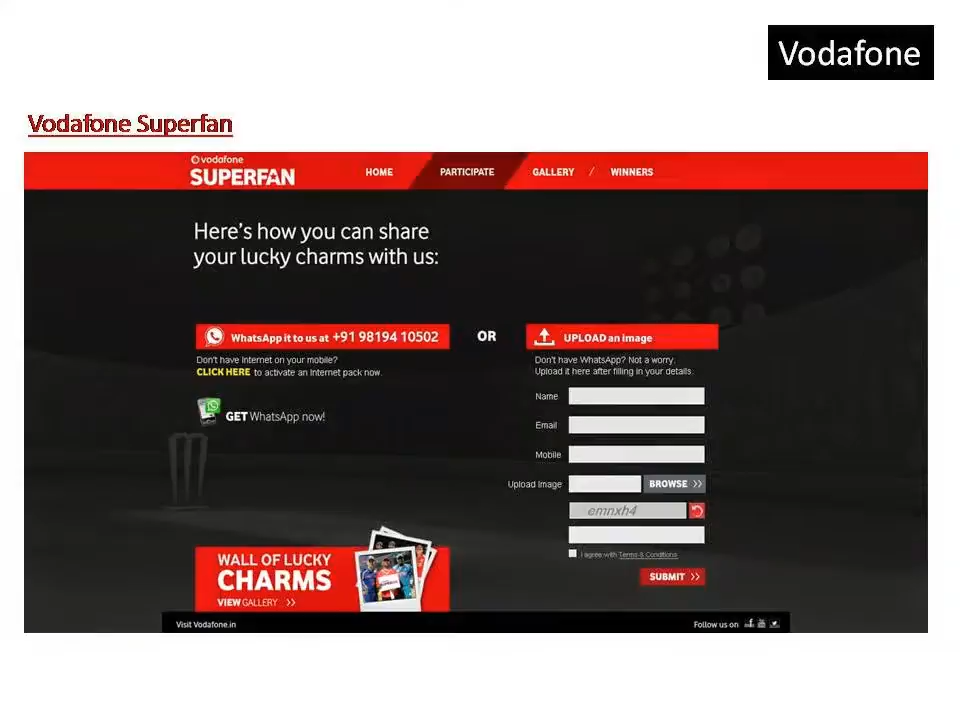 Vodafone
Vodafone Superfan
vodafone
SUPERFAN
HOME
PARTICIPATE
GALLERY / WINNERS
Here's how you can share
your lucky charms with us:
WhatsApp it to us at +91 98194 10502
OR
UPLOAD an image
Don't have Internet on your mobile?
CLICK HERE to activate an Internet pack now.
Don't have WhatsApp? Not a worry.
Upload it here after filling in your details.
GET WhatsApp now!
Name
Email
Mobile
Upload Image
BROWSE >>
emnxh4
I agree with Terms & Conditions
SUBMIT >>
WALL OF LUCKY
CHARMS
VIEW GALLERY >>
Visit Vodafone.in
Follow us on